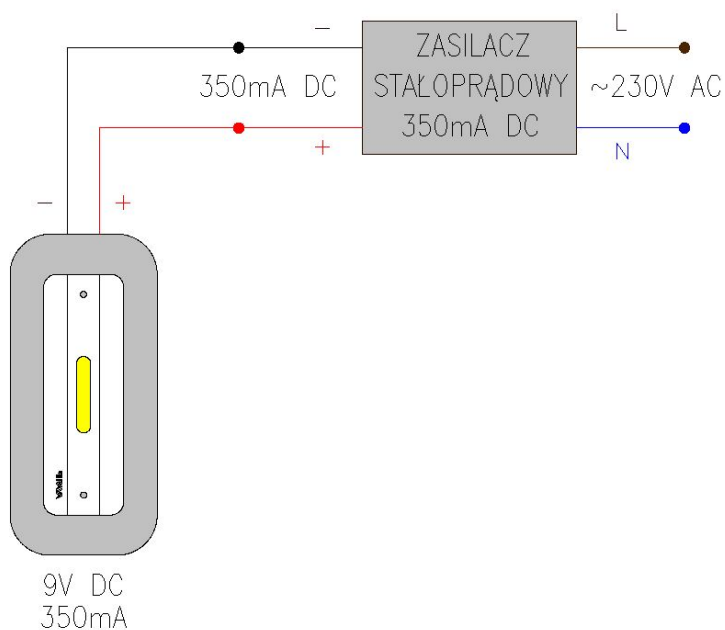 − L
ZASILACZ
350mA DC STAŁOPRĄDOWY ~230V AC
350mA DC
+ N
− +
9V DC
350mA